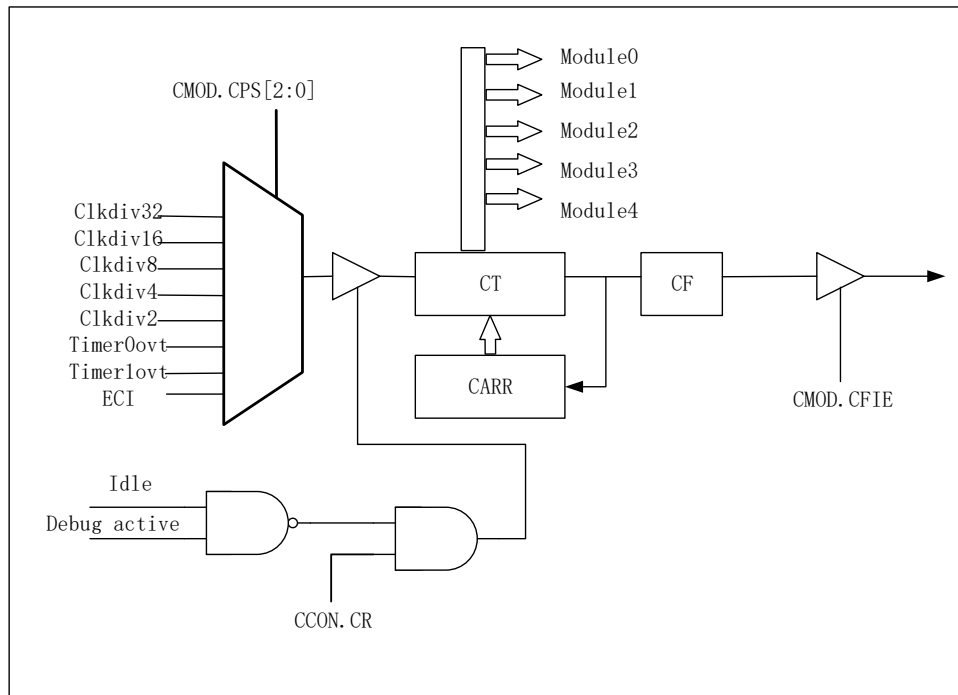 Module0
Module1
Module2
Module3
Module4
CMOD.CPS[2:0]
Clkdiv32
Clkdiv16
Clkdiv8
Clkdiv4
Clkdiv2
Timer0ovt
Timer1ovt
ECI
CT
CF
CARR
CMOD.CFIE
Idle
Debug active
CCON.CR